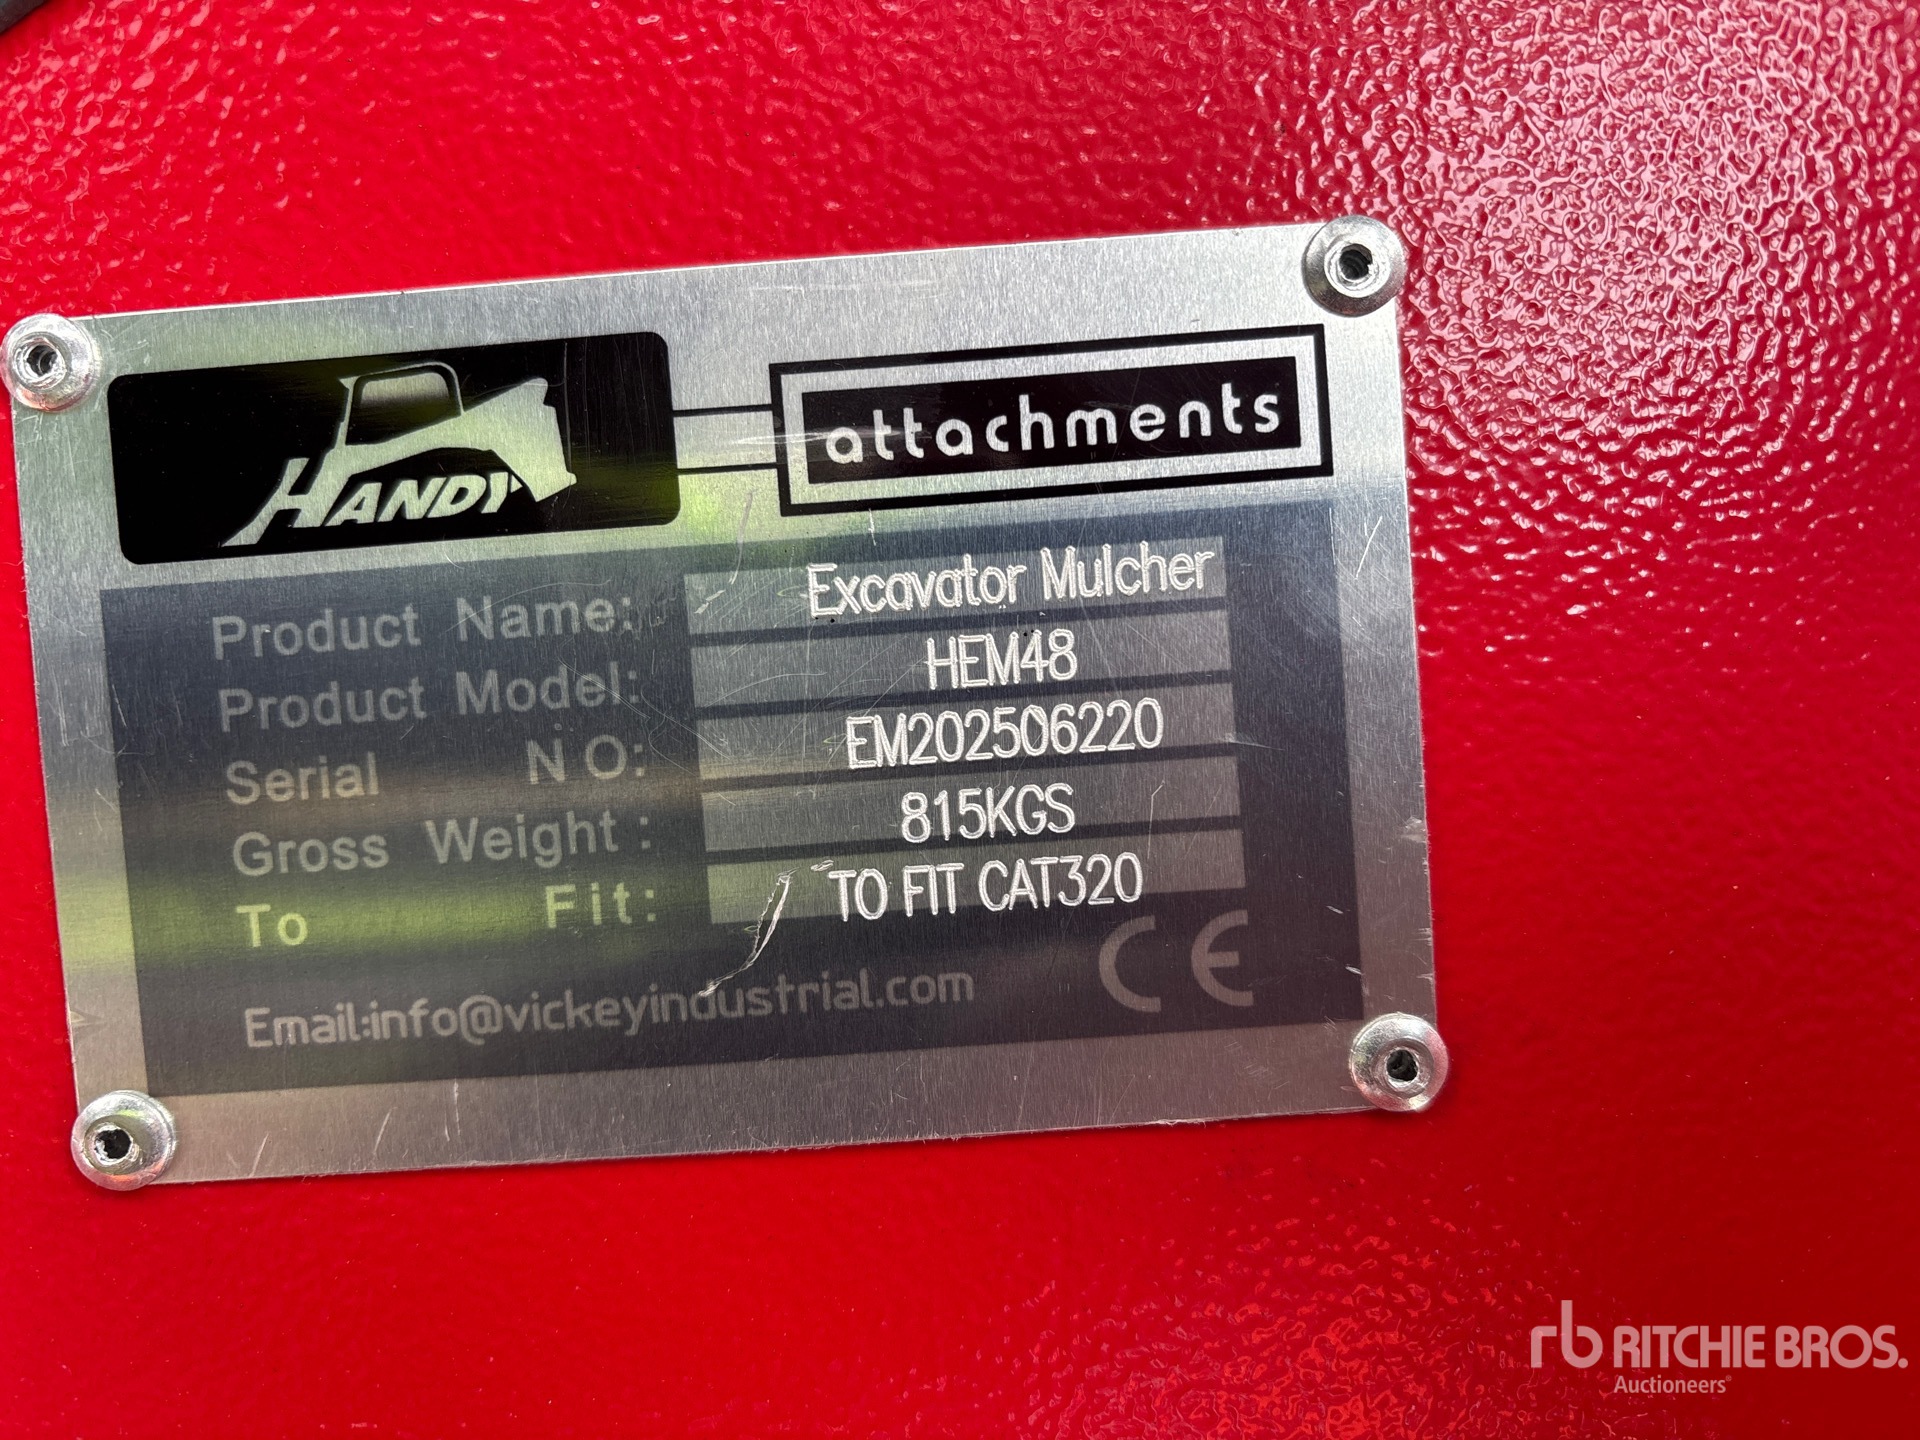 HANDY attachments
Product Name: Excavator Mulcher
Product Model: HEM48
Serial NO: EM202506220
Gross Weight: 815KGS
To Fit: TO FIT CAT320
Email:info@vickeyindustrial.com CE
rb RITCHIE BROS.
Auctioneers